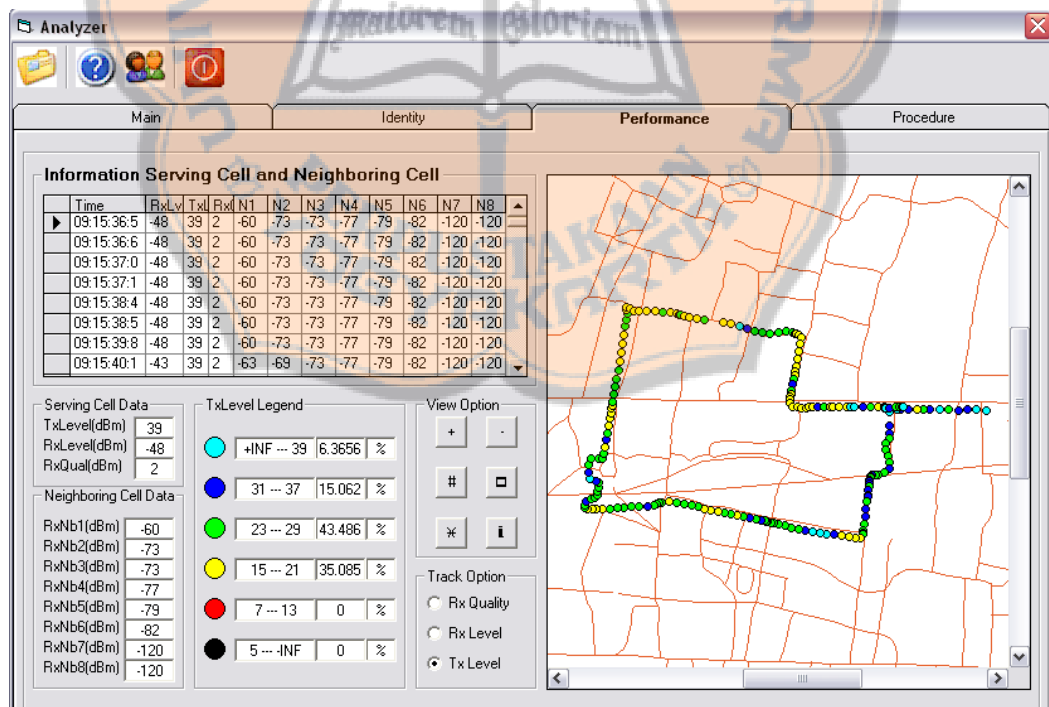 Maiorem Gloriam
Analyzer
Main Identity Performance Procedure
Information Serving Cell and Neighboring Cell
Time RxLv TxL Rx N1 N2 N3 N4 N5 N6 N7 N8
09:15:36:5 -48 39 2 -60 -73 -73 -77 -79 -82 -120 -120
09:15:36:6 -48 39 2 -60 -73 -73 -77 -79 -82 -120 -120
09:15:37:0 -48 39 2 -60 -73 -73 -77 -79 -82 -120 -120
09:15:37:1 -48 39 2 -60 -73 -73 -77 -79 -82 -120 -120
09:15:38:4 -48 39 2 -60 -73 -73 -77 -79 -82 -120 -120
09:15:38:5 -48 39 2 -60 -73 -73 -77 -79 -82 -120 -120
09:15:39:8 -48 39 2 -60 -73 -73 -77 -79 -82 -120 -120
09:15:40:1 -43 39 2 -63 -69 -73 -77 -79 -82 -120 -120
Serving Cell Data
TxLevel(dBm) 39
RxLevel(dBm) -48
RxQual(dBm) 2
Neighboring Cell Data
RxNb1(dBm) -60
RxNb2(dBm) -73
RxNb3(dBm) -73
RxNb4(dBm) -77
RxNb5(dBm) -79
RxNb6(dBm) -82
RxNb7(dBm) -120
RxNb8(dBm) -120
TxLevel Legend
+INF --- 39 6.3656 %
31 --- 37 15.062 %
23 --- 29 43.486 %
15 --- 21 35.085 %
7 --- 13 0 %
5 --- -INF 0 %
View Option
+ -
#
i
Track Option
Rx Quality
Rx Level
Tx Level
PERPUSTAKAAN
YOGYAKARTA